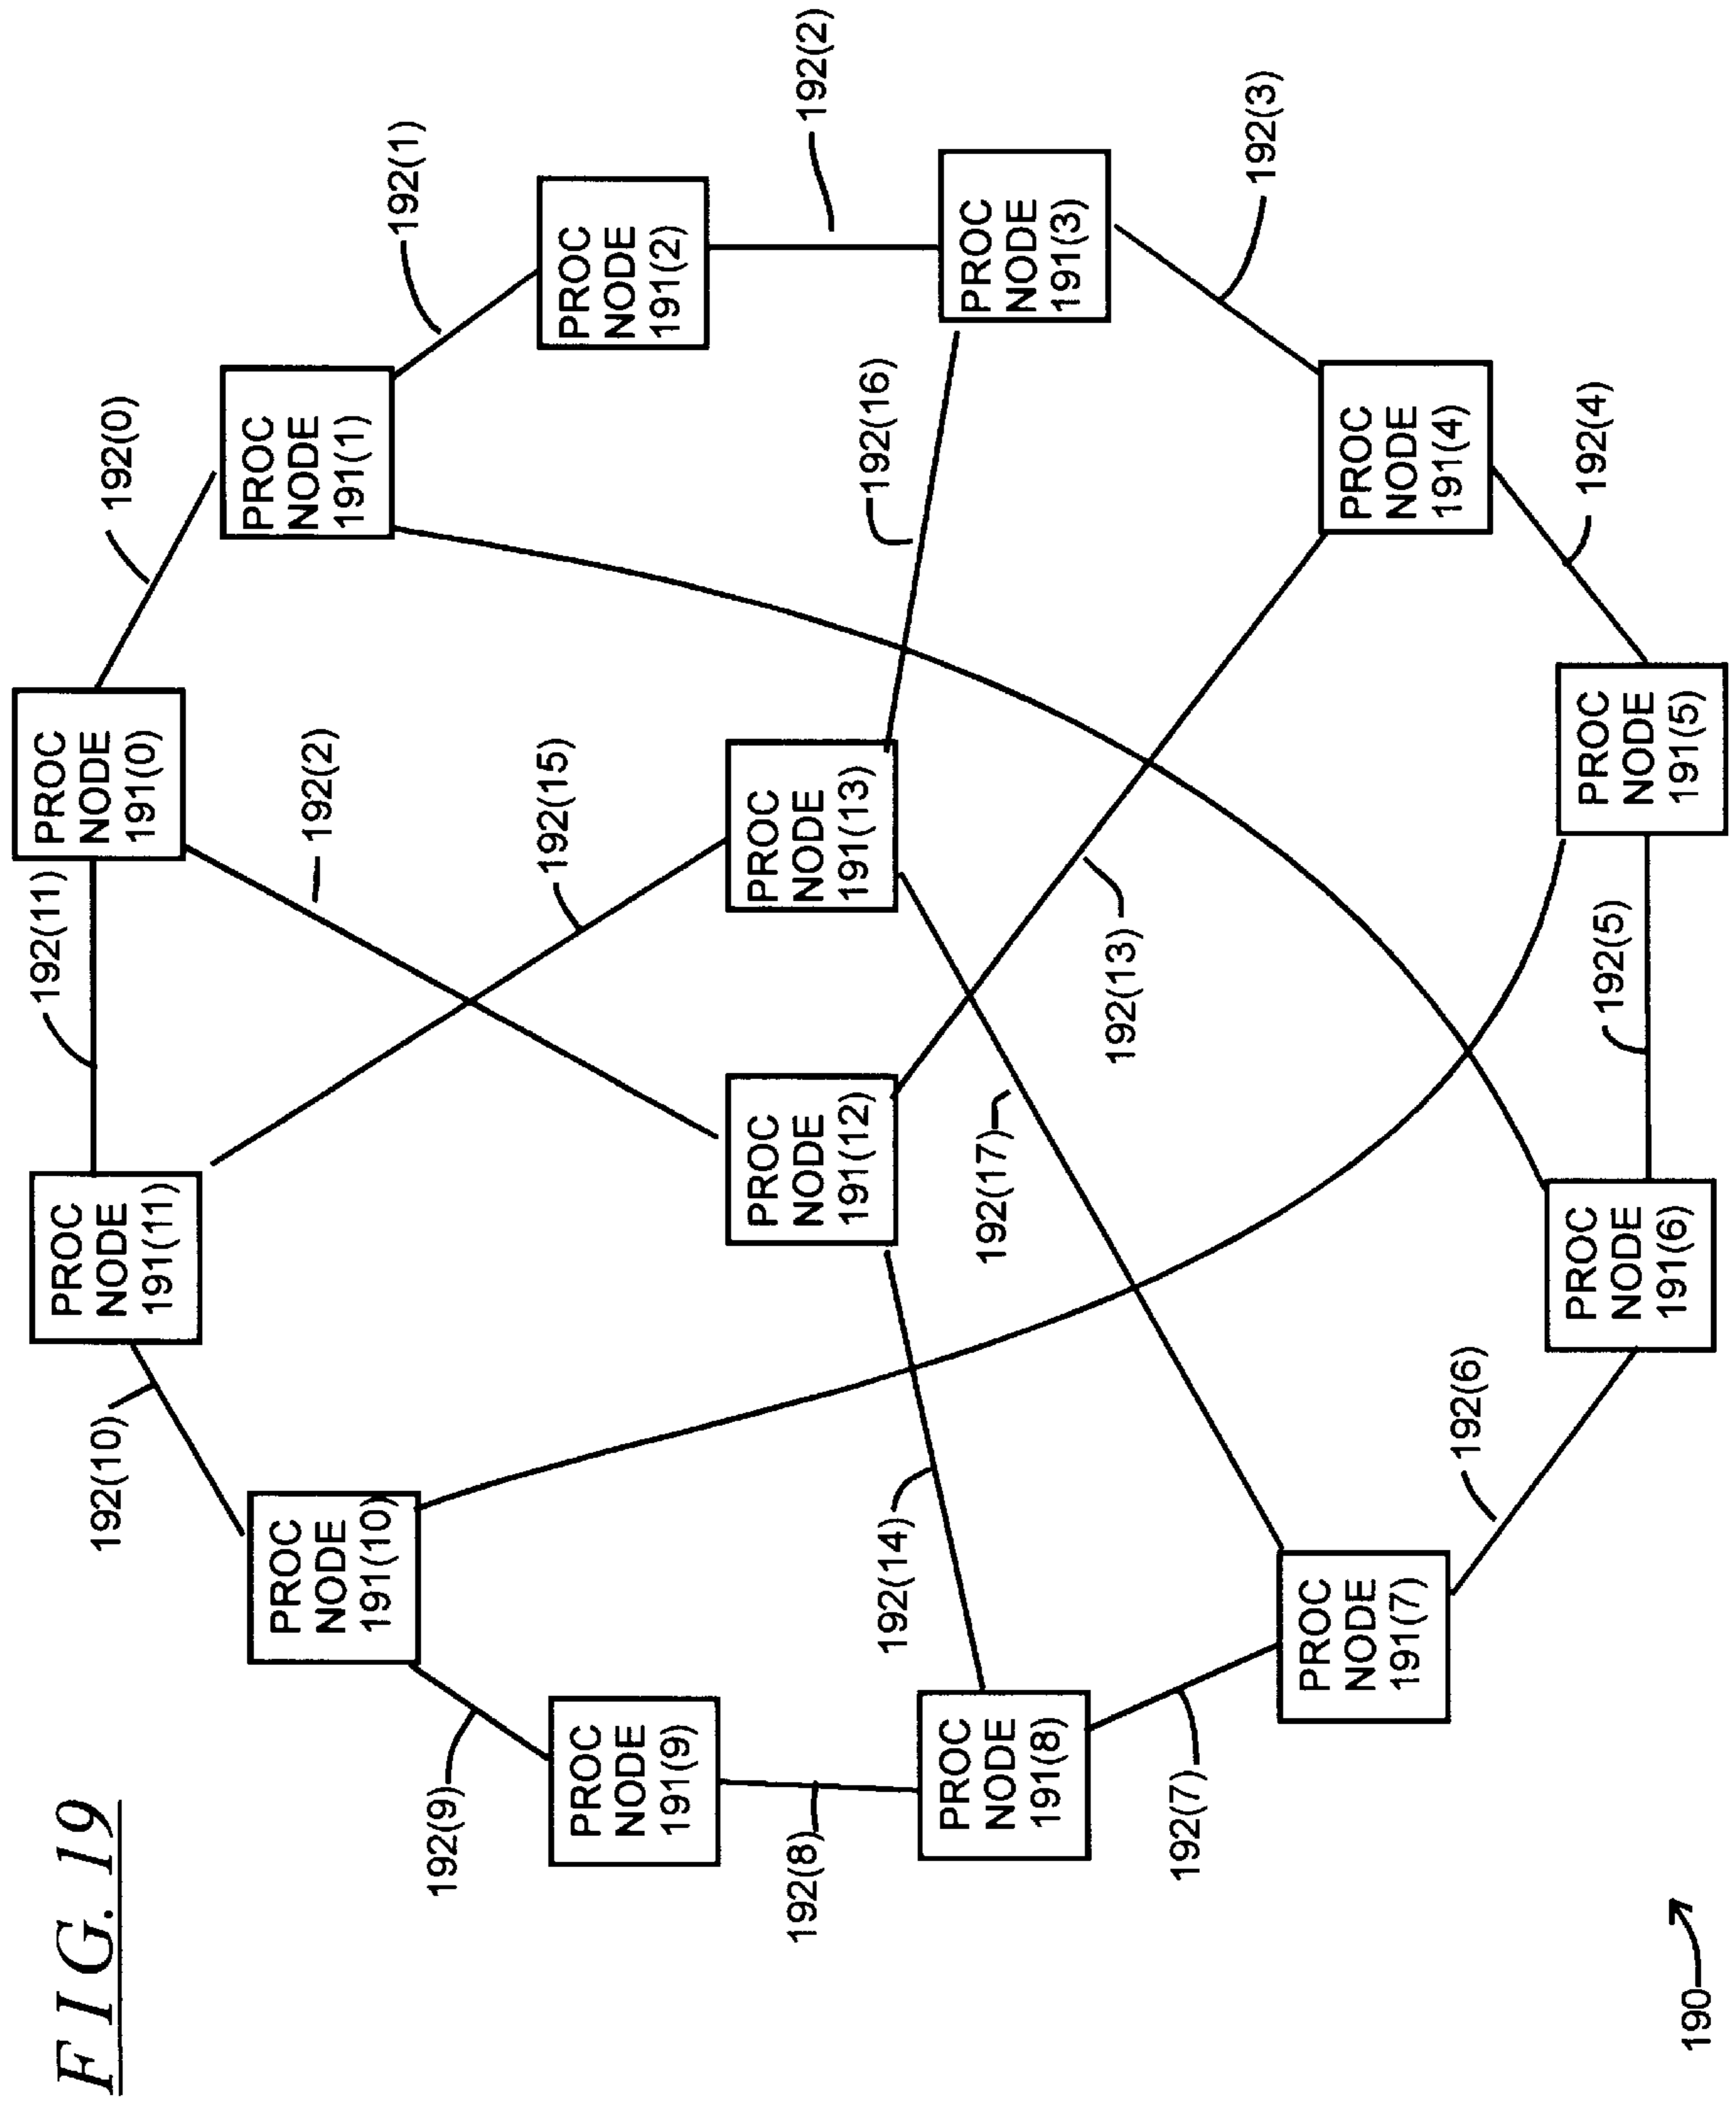 FIG. 19
192(0)
192(1)
192(2)
192(3)
192(4)
192(5)
192(6)
192(7)
192(8)
192(9)
192(10)
192(11)
192(2)
192(15)
192(16)
192(13)
192(17)
192(14)
PROC
NODE
191(0)
PROC
NODE
191(1)
PROC
NODE
191(2)
PROC
NODE
191(3)
PROC
NODE
191(4)
PROC
NODE
191(5)
PROC
NODE
191(6)
PROC
NODE
191(7)
PROC
NODE
191(8)
PROC
NODE
191(9)
PROC
NODE
191(10)
PROC
NODE
191(11)
PROC
NODE
191(12)
PROC
NODE
191(13)
190